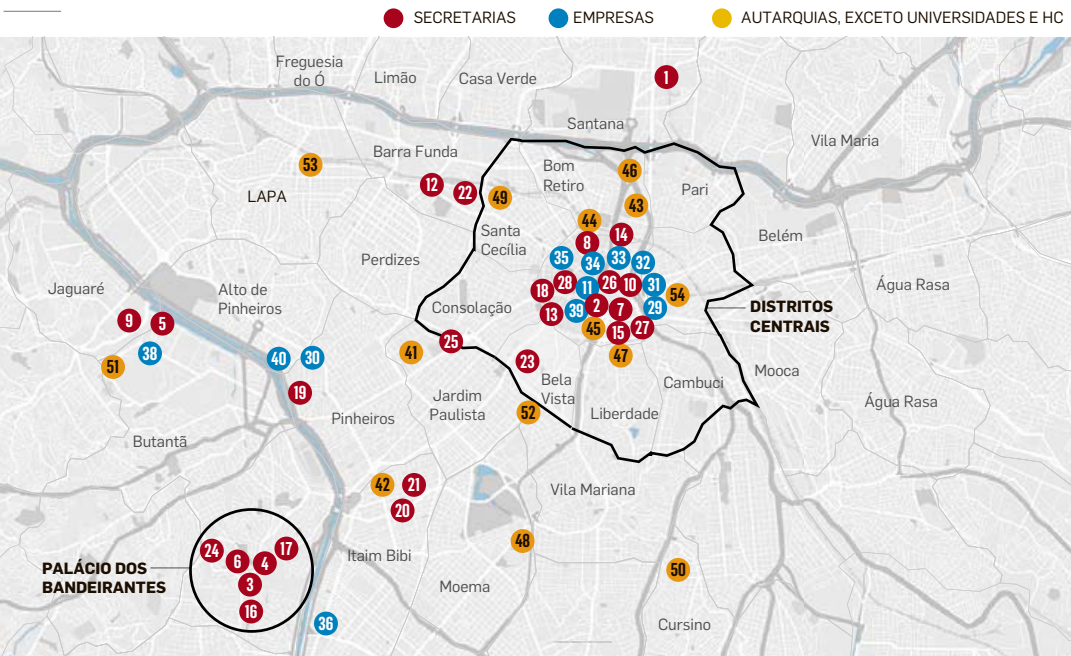 SECRETARIAS
EMPRESAS
AUTARQUIAS, EXCETO UNIVERSIDADES E HC
Freguesia
do Ó
Limão
Casa Verde
1
Santana
Vila Maria
Barra Funda
53
Bom
Retiro
46
LAPA
12
22
49
Pari
43
44
Santa
Cecília
8
14
Belém
Perdizes
35
34
33
32
Jaguaré
Alto de
Pinheiros
18
28
11
26
10
31
54
Água Rasa
Consolação
13
39
2
7
29
DISTRITOS
CENTRAIS
9
5
45
15
27
25
41
38
51
40
30
23
47
Mooca
19
Bela
Vista
Cambuci
Jardim
Paulista
Água Rasa
Pinheiros
52
Liberdade
Butantã
42
21
Vila Mariana
20
48
24
17
6
4
Itaim Bibi
PALÁCIO DOS
BANDEIRANTES
3
50
Moema
16
36
Cursino